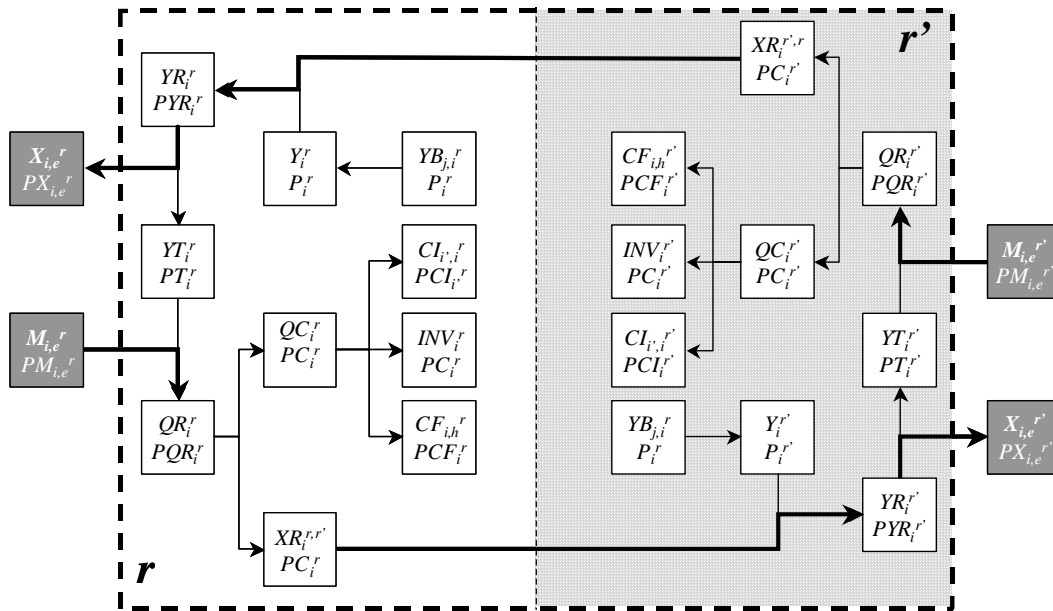 r’
XR_i^{r’,r}
PC_i^{r’}
YR_i^r
PYR_i^r
X_{i,e}^r
PX_{i,e}^r
Y_i^r
P_i^r
YB_{j,i}^r
P_i^r
CF_{i,h}^{r’}
PCF_i^{r’}
QR_i^{r’}
PQR_i^{r’}
YT_i^r
PT_i^r
CI_{i’,i}^r
PCI_{i’}^r
INV_i^{r’}
PC_i^{r’}
QC_i^{r’}
PC_i^{r’}
M_{i,e}^{r’}
PM_{i,e}^{r’}
M_{i,e}^r
PM_{i,e}^r
QC_i^r
PC_i^r
INV_i^r
PC_i^r
CI_{i’,i}^{r’}
PCI_i^{r’}
YT_i^{r’}
PT_i^{r’}
QR_i^r
PQR_i^r
CF_{i,h}^r
PCF_i^r
YB_{j,i}^r
P_i^r
Y_i^{r’}
P_i^{r’}
X_{i,e}^{r’}
PX_{i,e}^{r’}
YR_i^{r’}
PYR_i^{r’}
XR_i^{r,r’}
PC_i^r
r